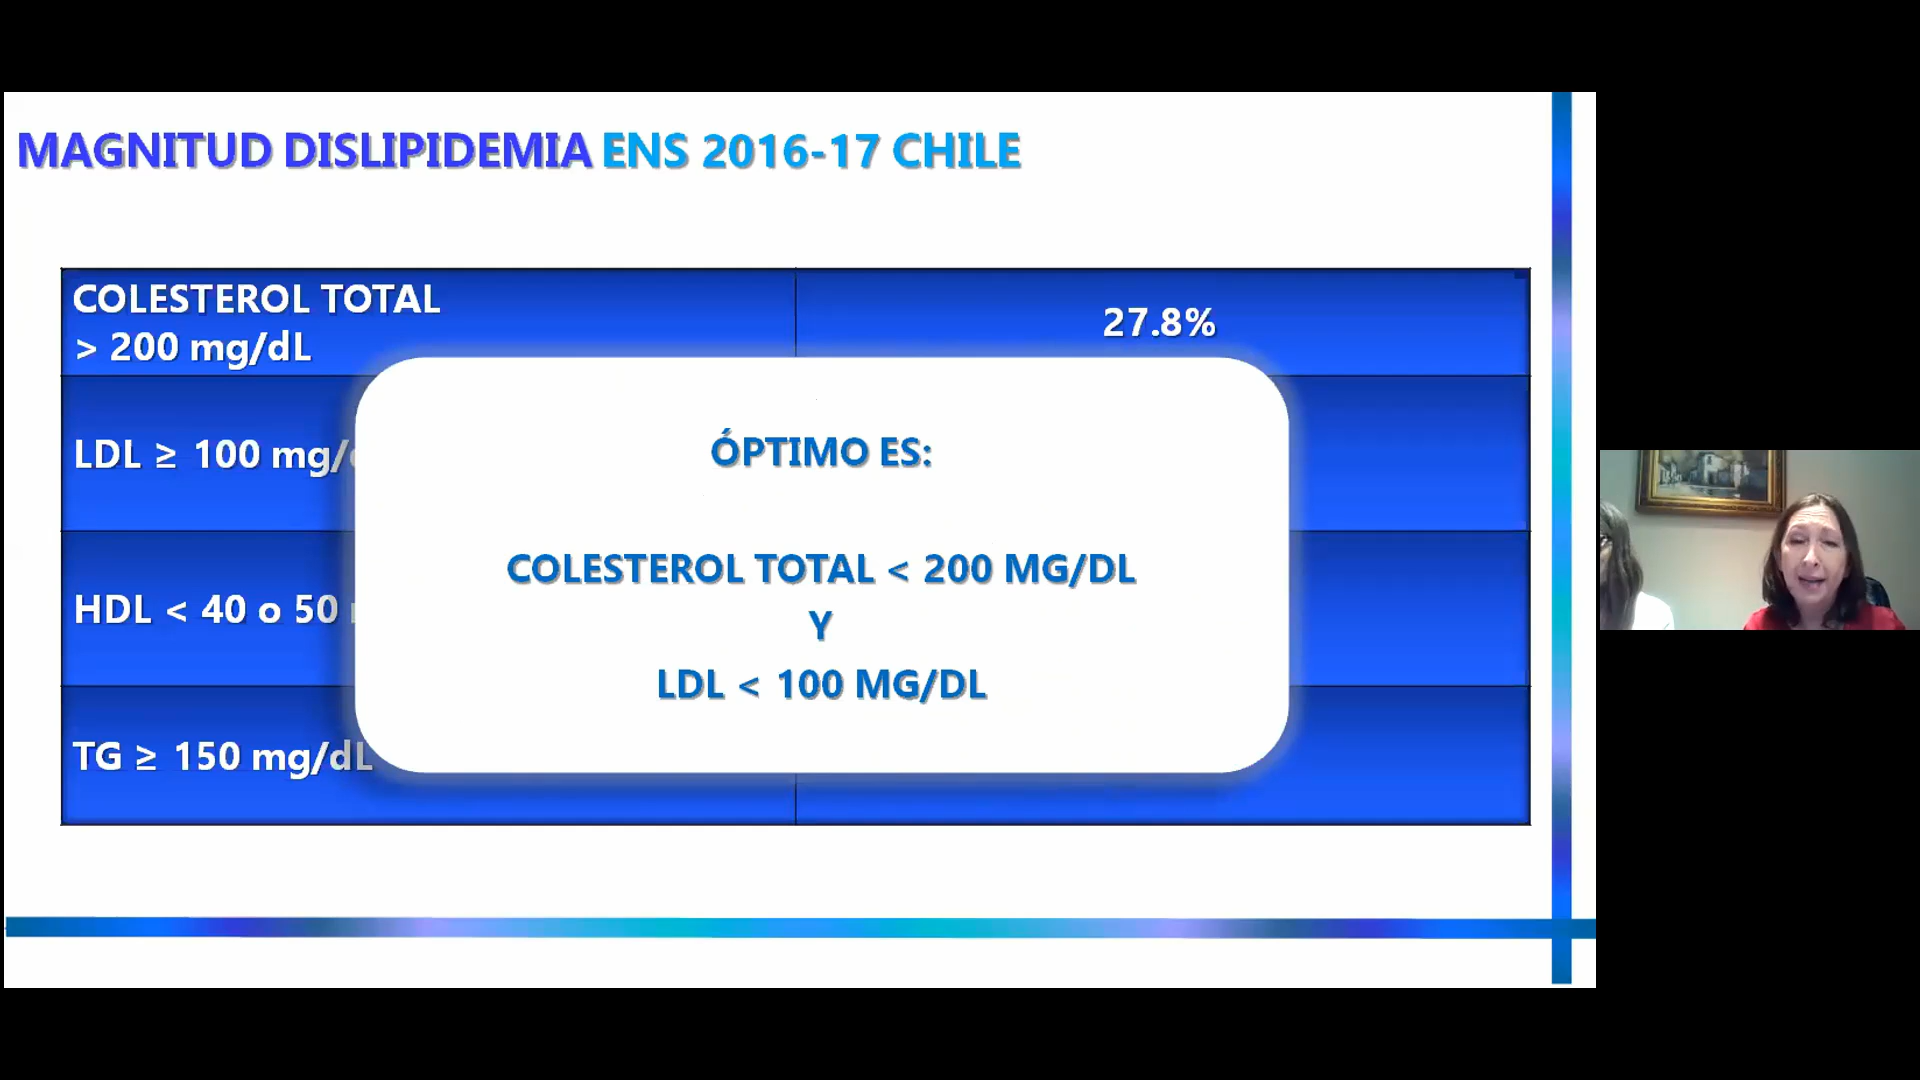 MAGNITUD DISLIPIDEMIA ENS 2016-17 CHILE
COLESTEROL TOTAL
> 200 mg/dL
27.8%
LDL ≥ 100 mg/
HDL < 40 o 50
TG ≥ 150 mg/dL
ÓPTIMO ES:
COLESTEROL TOTAL < 200 MG/DL
Y
LDL < 100 MG/DL